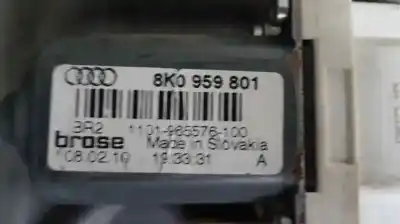 8K0 959 801
BR2 1101-965576-100
brose Made in Slovakia
08.02.10 19:33:31 A